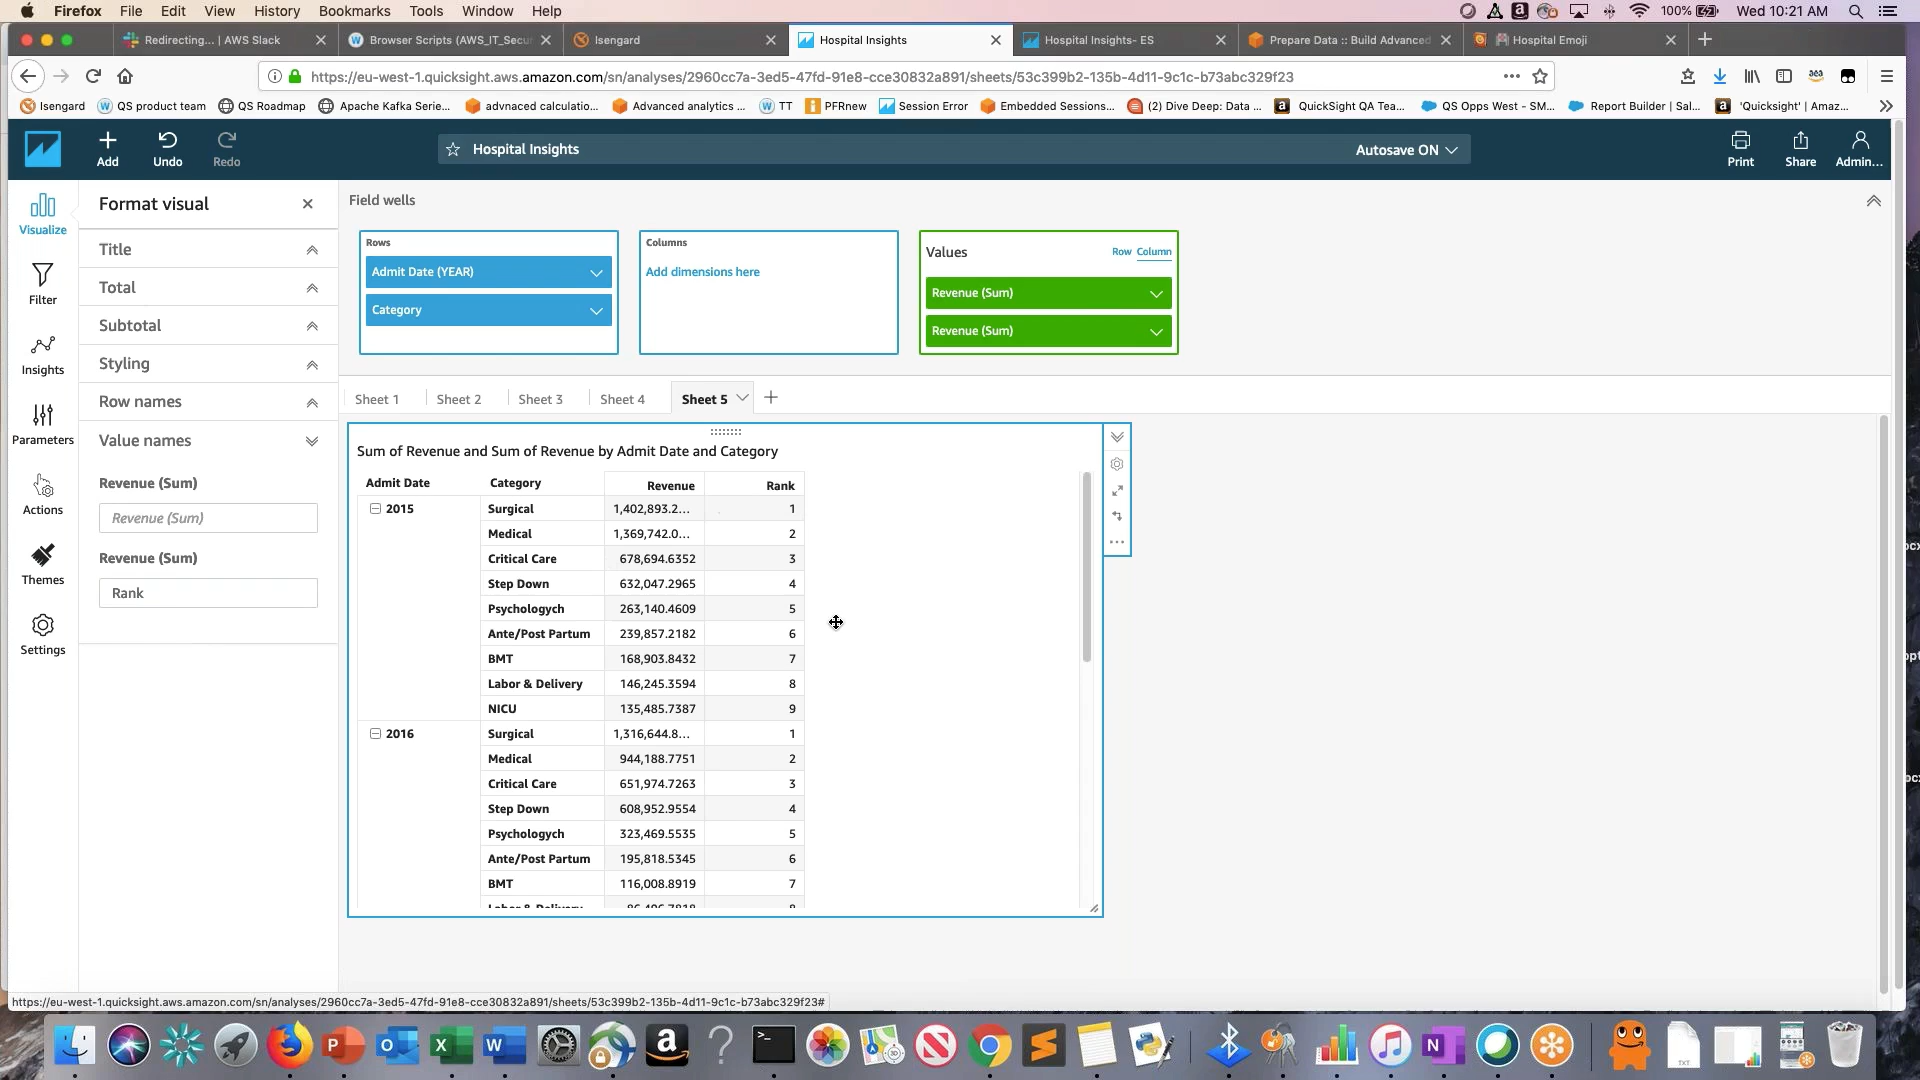 Firefox File Edit View History Bookmarks Tools Window Help 100% Wed 10:21 AM
Redirecting... | AWS Slack Browser Scripts (AWS_IT_Secur Isengard Hospital Insights Hospital Insights- ES Prepare Data :: Build Advanced Hospital Emoji
https://eu-west-1.quicksight.aws.amazon.com/sn/analyses/2960cc7a-3ed5-47fd-91e8-cce30832a891/sheets/53c399b2-135b-4d11-9c1c-b73abc329f23
Isengard QS product team QS Roadmap Apache Kafka Serie... advnaced calculatio... Advanced analytics ... TT PFRnew Session Error Embedded Sessions... (2) Dive Deep: Data ... QuickSight QA Tea... QS Opps West - SM... Report Builder | Sal... 'Quicksight' | Amaz...
Add Undo Redo Hospital Insights Autosave ON Print Share Admin...
Visualize
Filter
Insights
Parameters
Actions
Themes
Settings
Format visual
Title
Total
Subtotal
Styling
Row names
Value names
Revenue (Sum)
Revenue (Sum)
Revenue (Sum)
Rank
Field wells
Rows
Admit Date (YEAR)
Category
Columns
Add dimensions here
Values Row Column
Revenue (Sum)
Revenue (Sum)
Sheet 1 Sheet 2 Sheet 3 Sheet 4 Sheet 5
Sum of Revenue and Sum of Revenue by Admit Date and Category
Admit Date Category Revenue Rank
2015 Surgical 1,402,893.2... 1
Medical 1,369,742.0... 2
Critical Care 678,694.6352 3
Step Down 632,047.2965 4
Psychologych 263,140.4609 5
Ante/Post Partum 239,857.2182 6
BMT 168,903.8432 7
Labor & Delivery 146,245.3594 8
NICU 135,485.7387 9
2016 Surgical 1,316,644.8... 1
Medical 944,188.7751 2
Critical Care 651,974.7263 3
Step Down 608,952.9554 4
Psychologych 323,469.5535 5
Ante/Post Partum 195,818.5345 6
BMT 116,008.8919 7
https://eu-west-1.quicksight.aws.amazon.com/sn/analyses/2960cc7a-3ed5-47fd-91e8-cce30832a891/sheets/53c399b2-135b-4d11-9c1c-b73abc329f23#